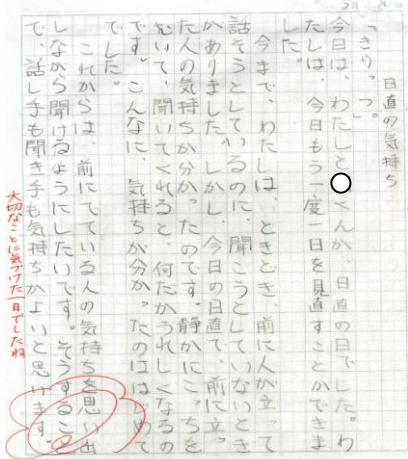 日直の気持ち
「きりっつ」
今日は、わたしと○くんが、日直の日でした。わ
たしは、今日もう一度一日を見直すことができま
した。
今まで、わたしは、ときどき、前に人が立って
話そうとしているのに、聞こうとしていないとき
がありました。しかし、今日の日直で、前に立っ
た人の気持ちが分かったのです。静かにこっちを
むいて、聞いてくれると、何だかうれしくなるの
です。こんなに、気持ちが分かったのははじめて
でした。
これからは、前にでている人の気持ちを思い出
しながら聞けるようにしたいです。そうすること
で、話し手も聞き手も気持ちがよいと思います。
大切なことに気づけた一日でしたね